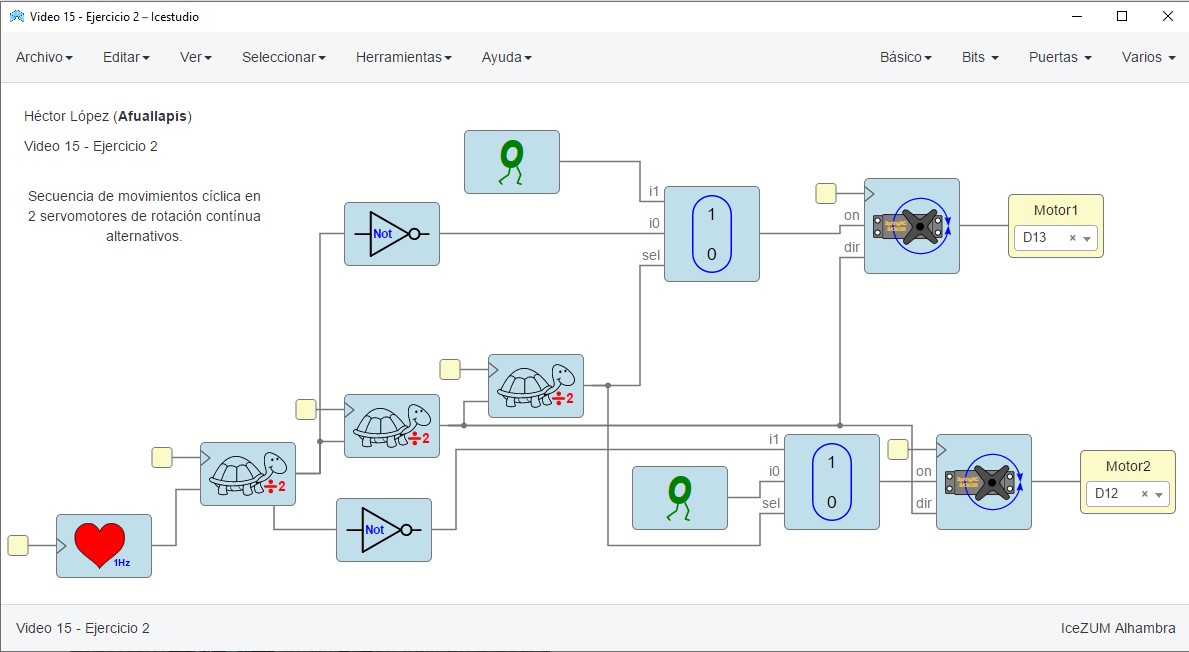 Video 15 - Ejercicio 2 – Icestudio
Archivo Editar Ver Seleccionar Herramientas Ayuda Básico Bits Puertas Varios
Héctor López (Afuallapis)
Video 15 - Ejercicio 2
Secuencia de movimientos cíclica en
2 servomotores de rotación contínua
alternativos.
0
i1
i0
sel
1
0
Not
on
dir
Motor1
D13 ×
÷2
÷2
÷2
Not
1Hz
0
i1
i0
sel
1
0
on
dir
Motor2
D12 ×
Video 15 - Ejercicio 2
IceZUM Alhambra